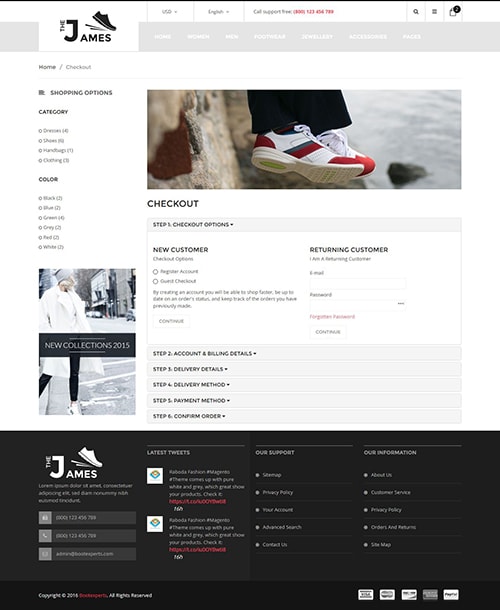 THE JAMES
USD
English
Call support free: (800) 123 456 789
2
HOME WOMEN MEN FOOTWEAR JEWELLERY ACCESSORIES PAGES
Home / Checkout
SHOPPING OPTIONS
CATEGORY
Dresses (4)
Shoes (6)
Handbags (1)
Clothing (3)
COLOR
Black (2)
Blue (2)
Green (4)
Grey (2)
Red (2)
White (2)
NEW COLLECTIONS 2015
CHECKOUT
STEP 1: CHECKOUT OPTIONS
NEW CUSTOMER
Checkout Options
Register Account
Guest Checkout
By creating an account you will be able to shop faster, be up to
date on an order's status, and keep track of the orders you have
previously made.
CONTINUE
RETURNING CUSTOMER
I Am A Returning Customer
E-mail
Password
Forgotten Password
CONTINUE
STEP 2: ACCOUNT & BILLING DETAILS
STEP 3: DELIVERY DETAILS
STEP 4: DELIVERY METHOD
STEP 5: PAYMENT METHOD
STEP 6: CONFIRM ORDER
THE JAMES
Lorem ipsum dolor sit amet, consectetuer
adipiscing elit, sed diam nonummy nibh
euismod tincidunt.
(800) 123 456 789
(800) 123 456 789
admin@bootexperts.com
LATEST TWEETS
Raboda Fashion #Magento
#Theme comes up with pure
white and grey, which great show
your products. Check it:
16h
Raboda Fashion #Magento
#Theme comes up with pure
white and grey, which great show
your products. Check it:
16h
OUR SUPPORT
Sitemap
Privacy Policy
Your Account
Advanced Search
Contact Us
OUR INFORMATION
About Us
Customer Service
Privacy Policy
Orders And Returns
Site Map
Copyright © 2016 Bootexperts. All Rights Reserved